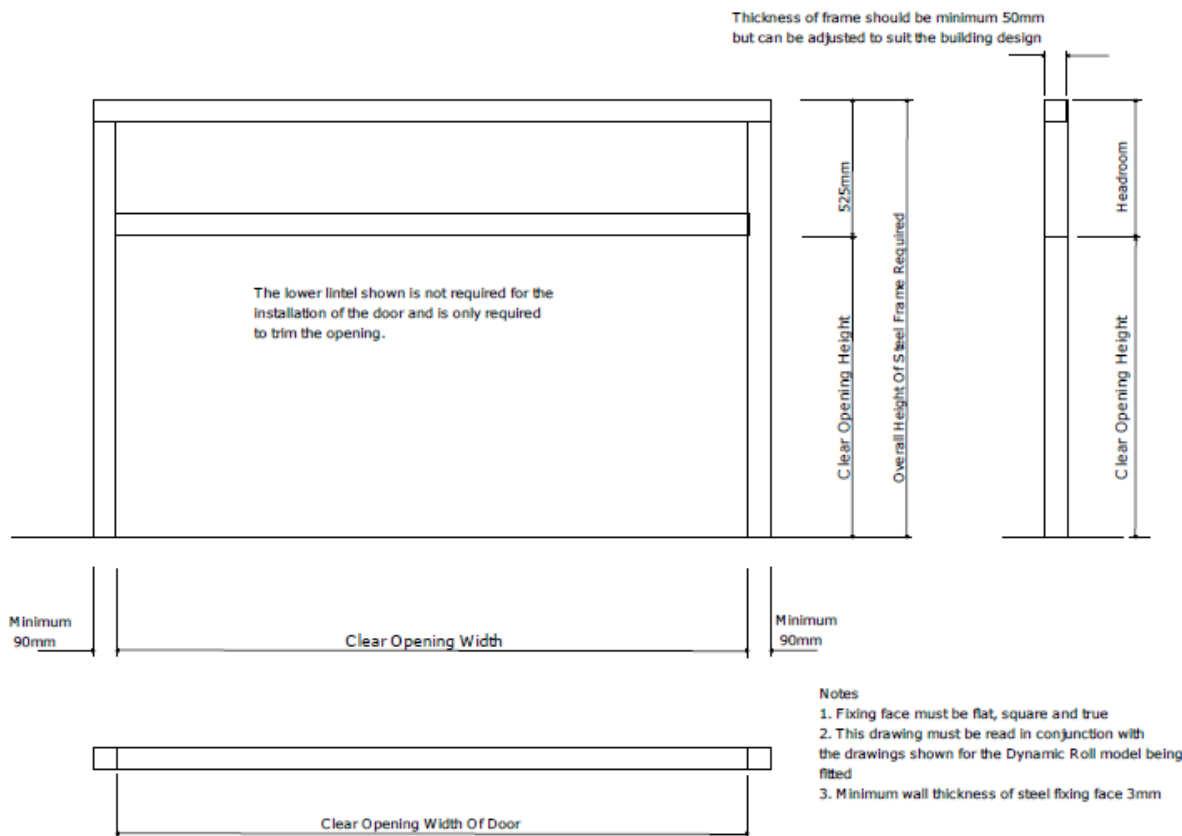 Thickness of frame should be minimum 50mm
but can be adjusted to suit the building design
525mm
Headroom
Overall Height Of Steel Frame Required
The lower lintel shown is not required for the
installation of the door and is only required
to trim the opening.
Clear Opening Height
Clear Opening Height
Minimum
90mm
Clear Opening Width
Minimum
90mm
Notes
1. Fixing face must be flat, square and true
2. This drawing must be read in conjunction with
the drawings shown for the Dynamic Roll model being
fitted
3. Minimum wall thickness of steel fixing face 3mm
Clear Opening Width Of Door